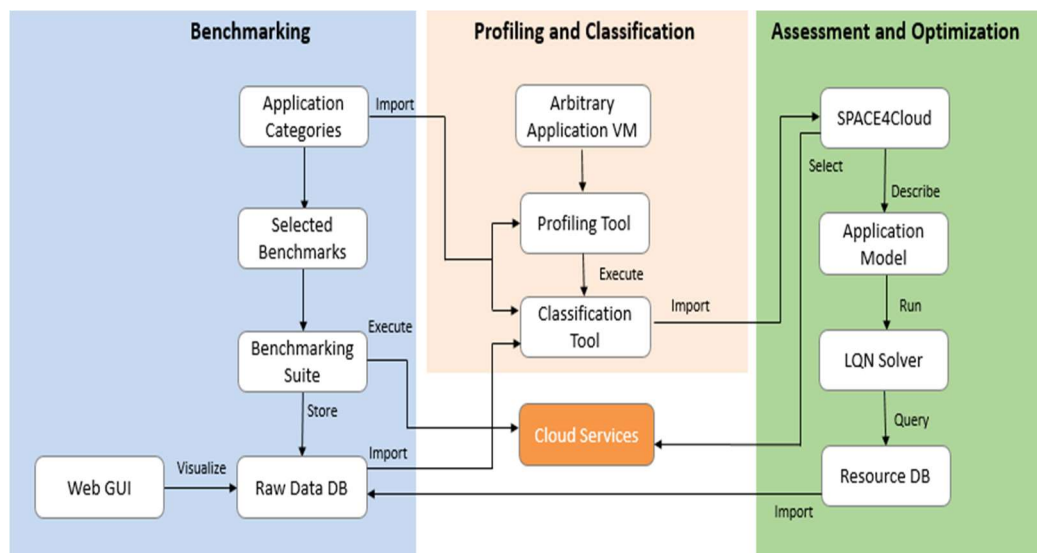 Benchmarking
Profiling and Classification
Assessment and Optimization
Application
Categories
Import
Arbitrary
Application VM
SPACE4Cloud
Select
Describe
Selected
Benchmarks
Profiling Tool
Application
Model
Execute
Run
Import
Classification
Tool
Execute
Benchmarking
Suite
LQN Solver
Store
Cloud Services
Query
Import
Visualize
Web GUI
Raw Data DB
Resource DB
Import